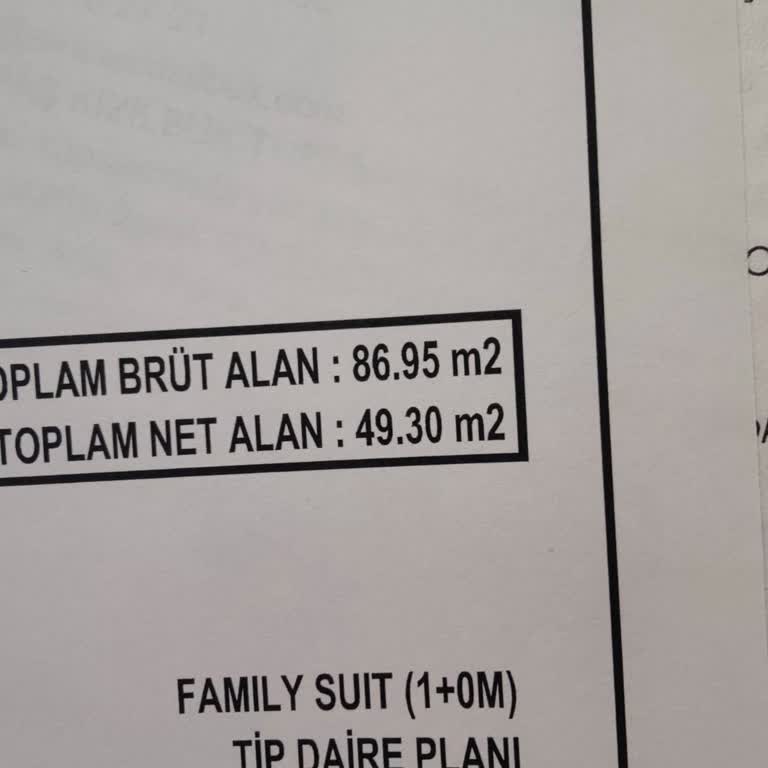 OPLAM BRÜT ALAN : 86.95 m2
TOPLAM NET ALAN : 49.30 m2
FAMILY SUIT (1+0M)
TİP DAİRE PLANI